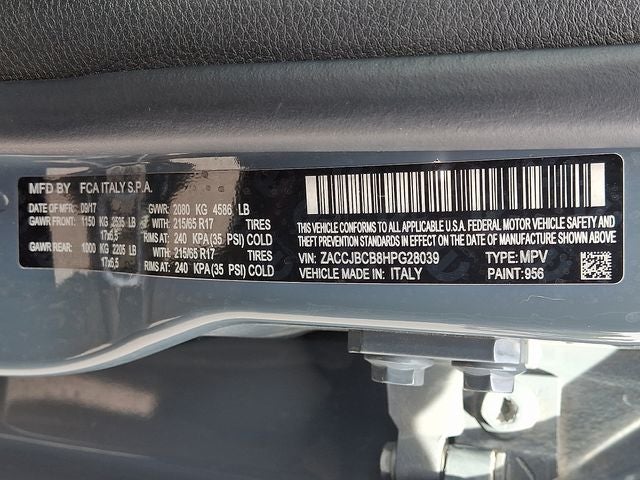 MFD BY FCA ITALY S.P.A.
DATE OF MFR: 09/17 GVWR: 2080 KG 4586 LB
GAWR FRONT: 1150 KG 2535 LB WITH 215/65 R17 TIRES
17x6,5 RIMS AT 240 KPA(35 PSI) COLD
GAWR REAR: 1000 KG 2205 LB WITH 215/65 R17 TIRES
17x6,5 RIMS AT 240 KPA(35 PSI) COLD
THIS VEHICLE CONFORMS TO ALL APPLICABLE U.S.A. FEDERAL MOTOR VEHICLE SAFETY AND
THEFT PREVENTION STANDARDS IN EFFECT ON THE DATE OF MANUFACTURE SHOWN ABOVE
VIN: ZACCJBCB8HPG28039 TYPE: MPV
VEHICLE MADE IN: ITALY PAINT: 956